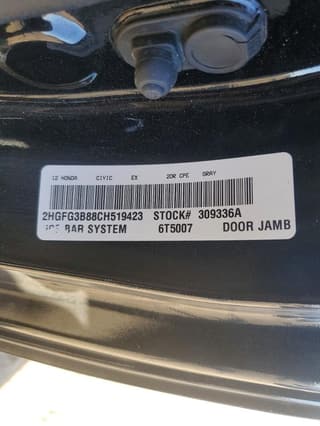 12 HONDA CIVIC EX 2DR CPE GRAY
2HGFG3B88CH519423 STOCK# 309336A
BAR SYSTEM 6T5007 DOOR JAMB